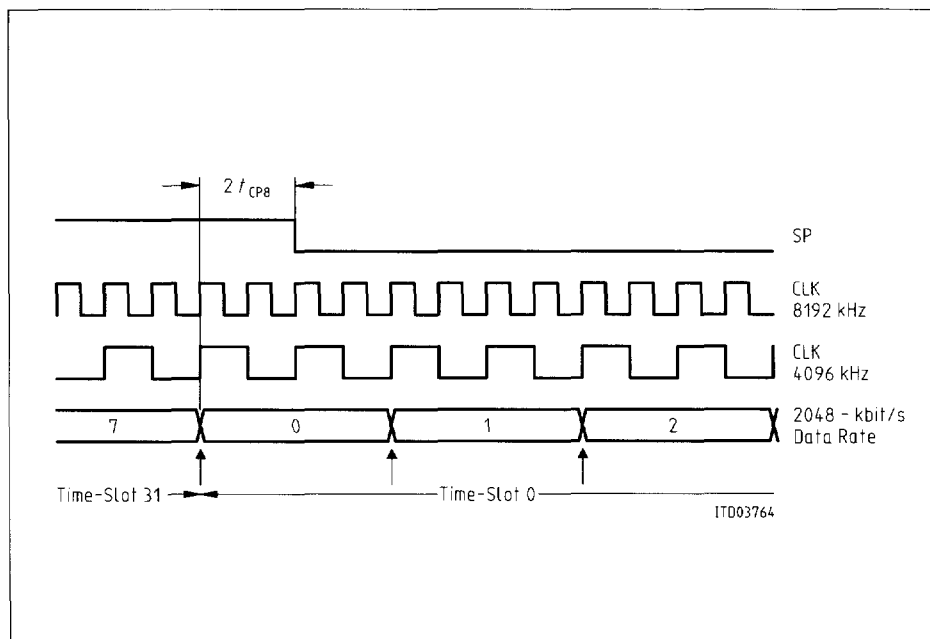 2 t CP8
SP
CLK
8192 kHz
CLK
4096 kHz
7
0
1
2
2048 - kbit/s
Data Rate
Time-Slot 31
Time-Slot 0
ITD03764